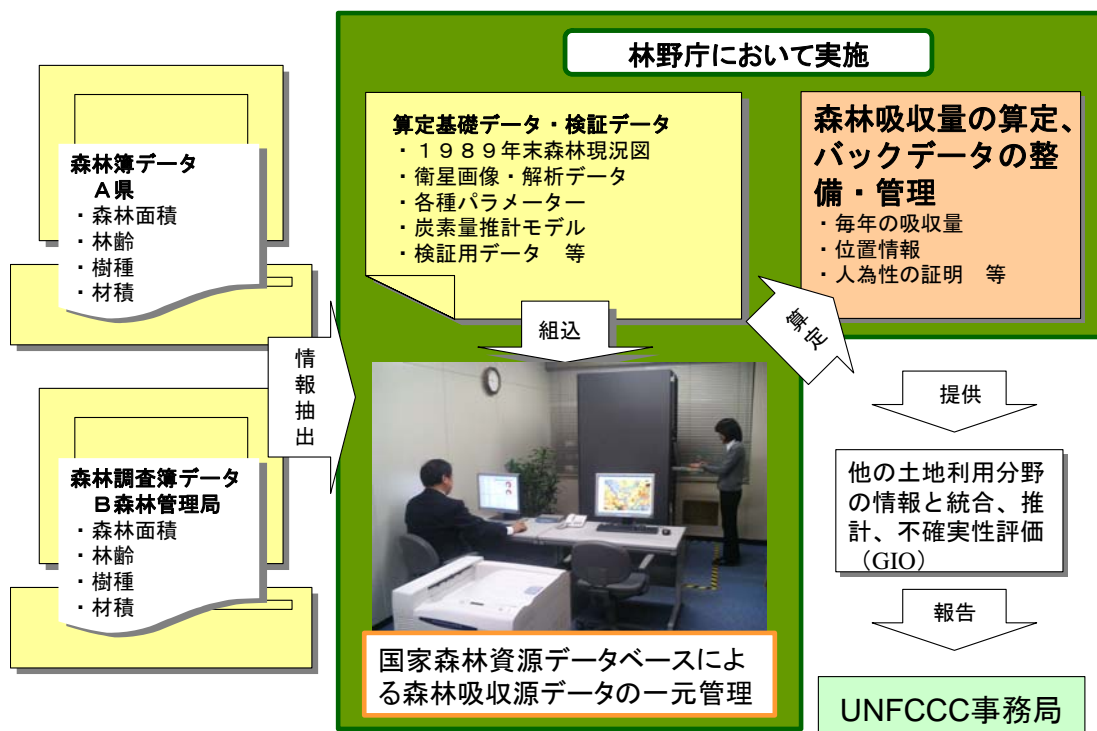 林野庁において実施
森林簿データ
A県
・森林面積
・林齢
・樹種
・材積
森林調査簿データ
B森林管理局
・森林面積
・林齢
・樹種
・材積
情報抽出
算定基礎データ・検証データ
・１９８９年末森林現況図
・衛星画像・解析データ
・各種パラメーター
・炭素量推計モデル
・検証用データ　等
組込
国家森林資源データベースによ
る森林吸収源データの一元管理
算定
森林吸収量の算定、
バックデータの整
備・管理
・毎年の吸収量
・位置情報
・人為性の証明　等
提供
他の土地利用分野
の情報と統合、推
計、不確実性評価
（GIO）
報告
UNFCCC事務局